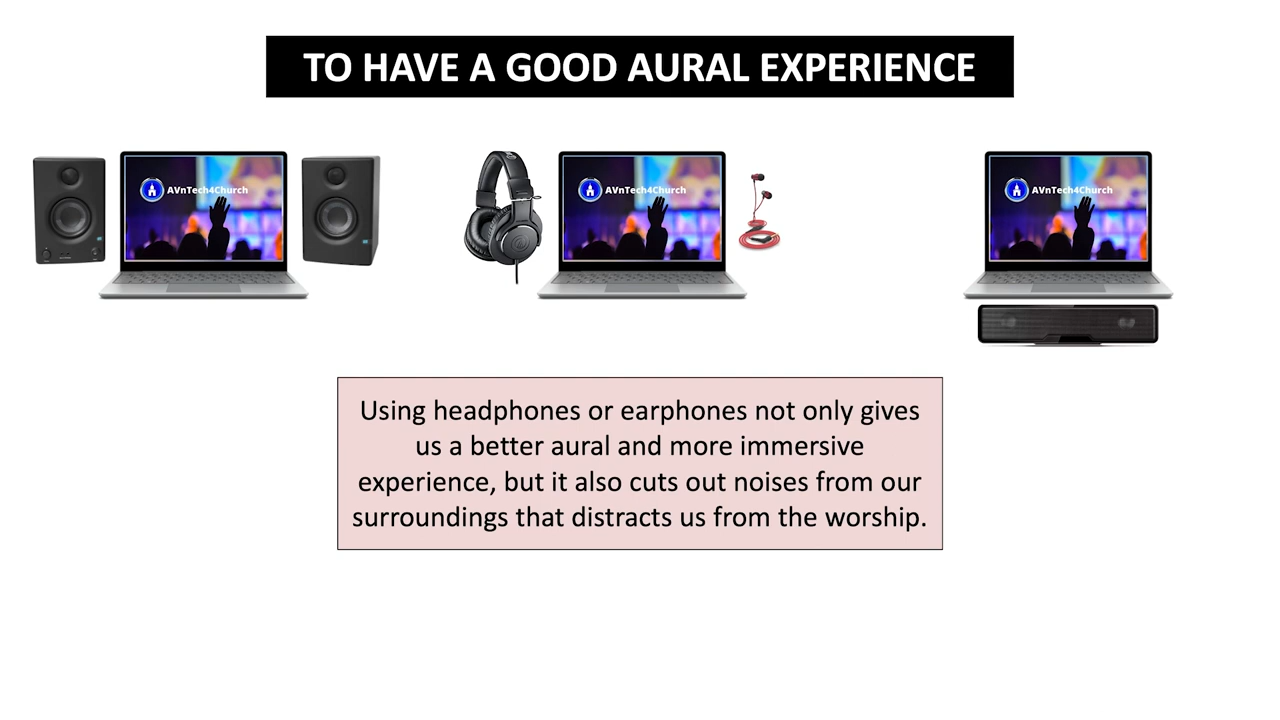 TO HAVE A GOOD AURAL EXPERIENCE
AVnTech4Church
AVnTech4Church
AVnTech4Church
Using headphones or earphones not only gives
us a better aural and more immersive
experience, but it also cuts out noises from our
surroundings that distracts us from the worship.